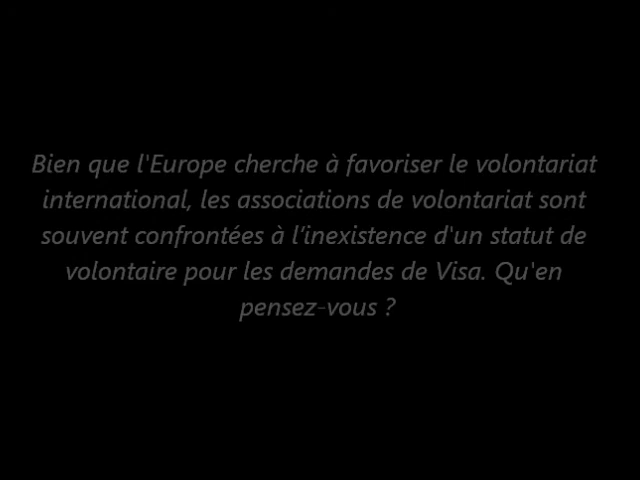 Bien que l'Europe cherche à favoriser le volontariat
international, les associations de volontariat sont
souvent confrontées à l'inexistence d'un statut de
volontaire pour les demandes de Visa. Qu'en
pensez-vous ?